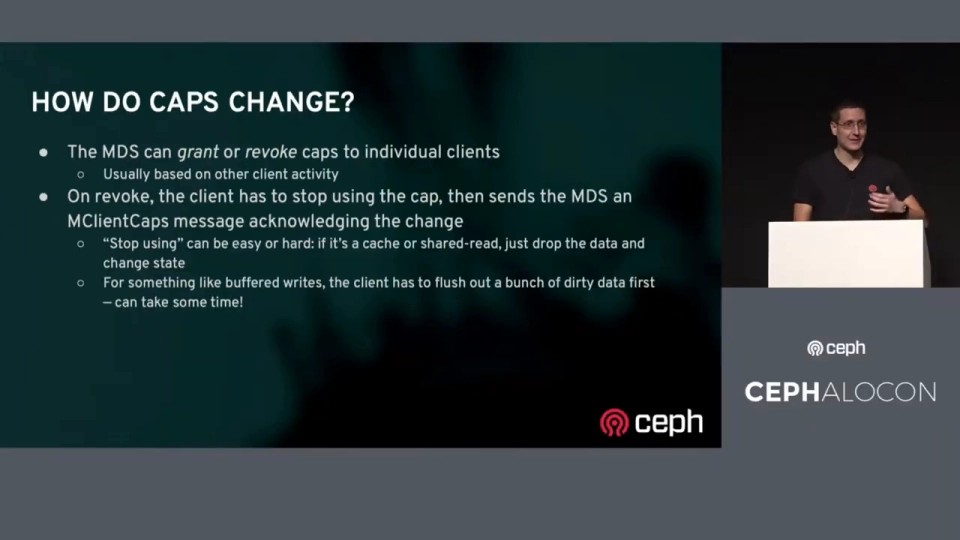 HOW DO CAPS CHANGE?
● The MDS can grant or revoke caps to individual clients
○ Usually based on other client activity
● On revoke, the client has to stop using the cap, then sends the MDS an
MClientCaps message acknowledging the change
○ “Stop using” can be easy or hard: if it's a cache or shared-read, just drop the data and
change state
○ For something like buffered writes, the client has to flush out a bunch of dirty data first
– can take some time!
ceph
ceph
CEPHALOCON